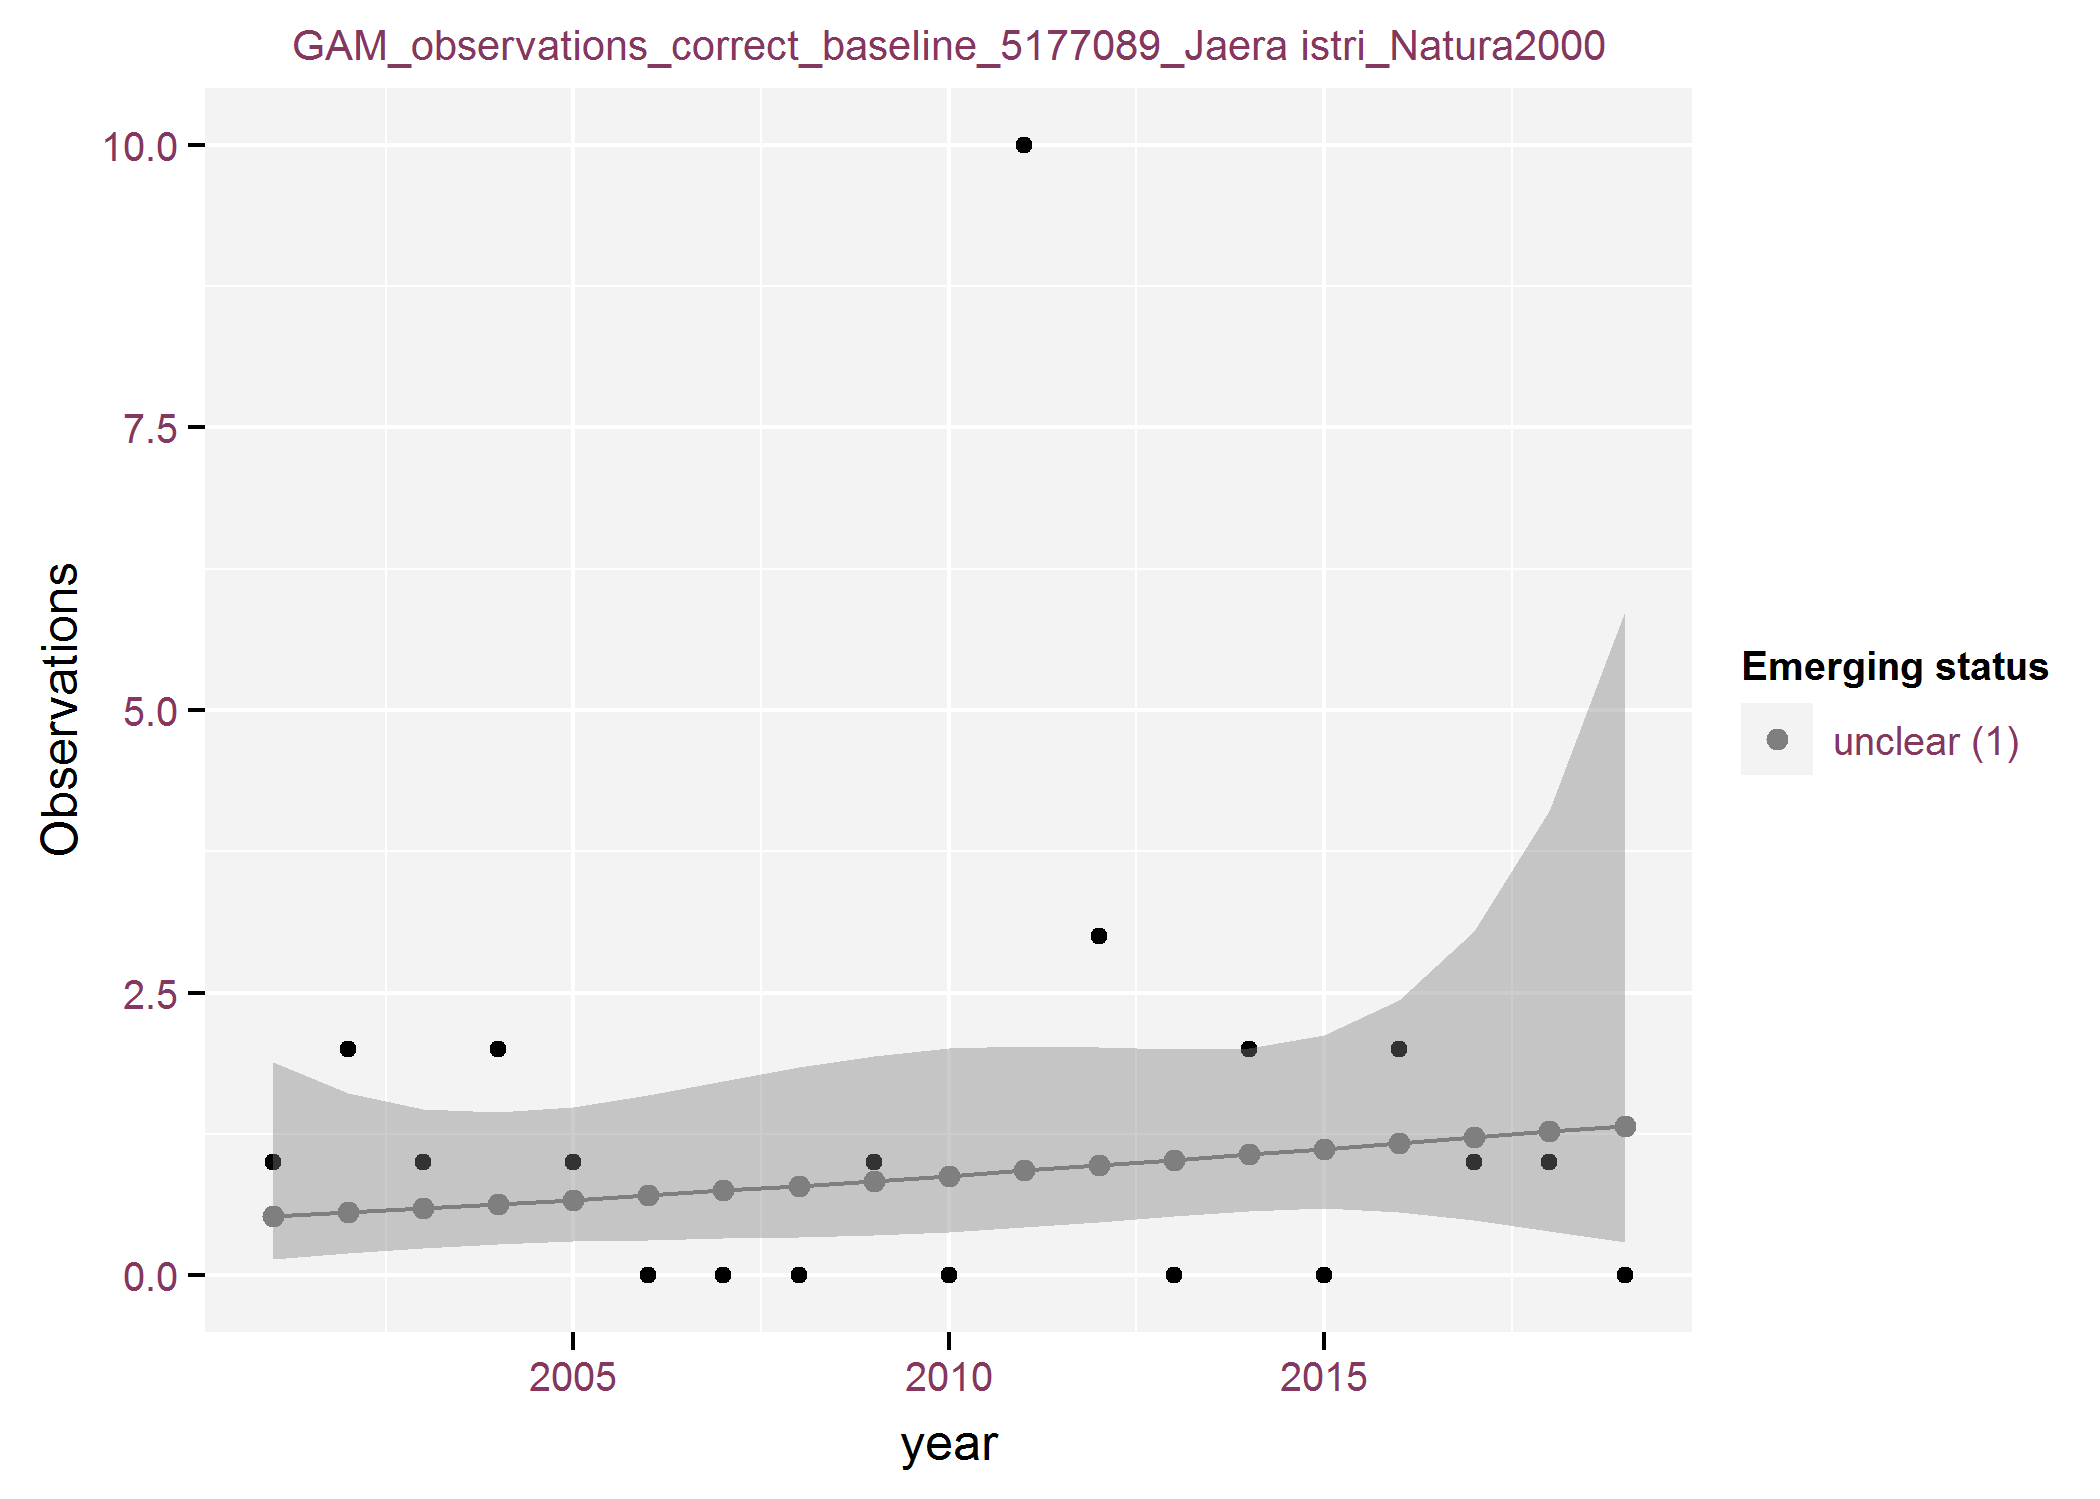 GAM_observations_correct_baseline_5177089_Jaera istri_Natura2000
10.0
7.5
5.0
2.5
0.0
Observations
2005
2010
2015
year
Emerging status
unclear (1)